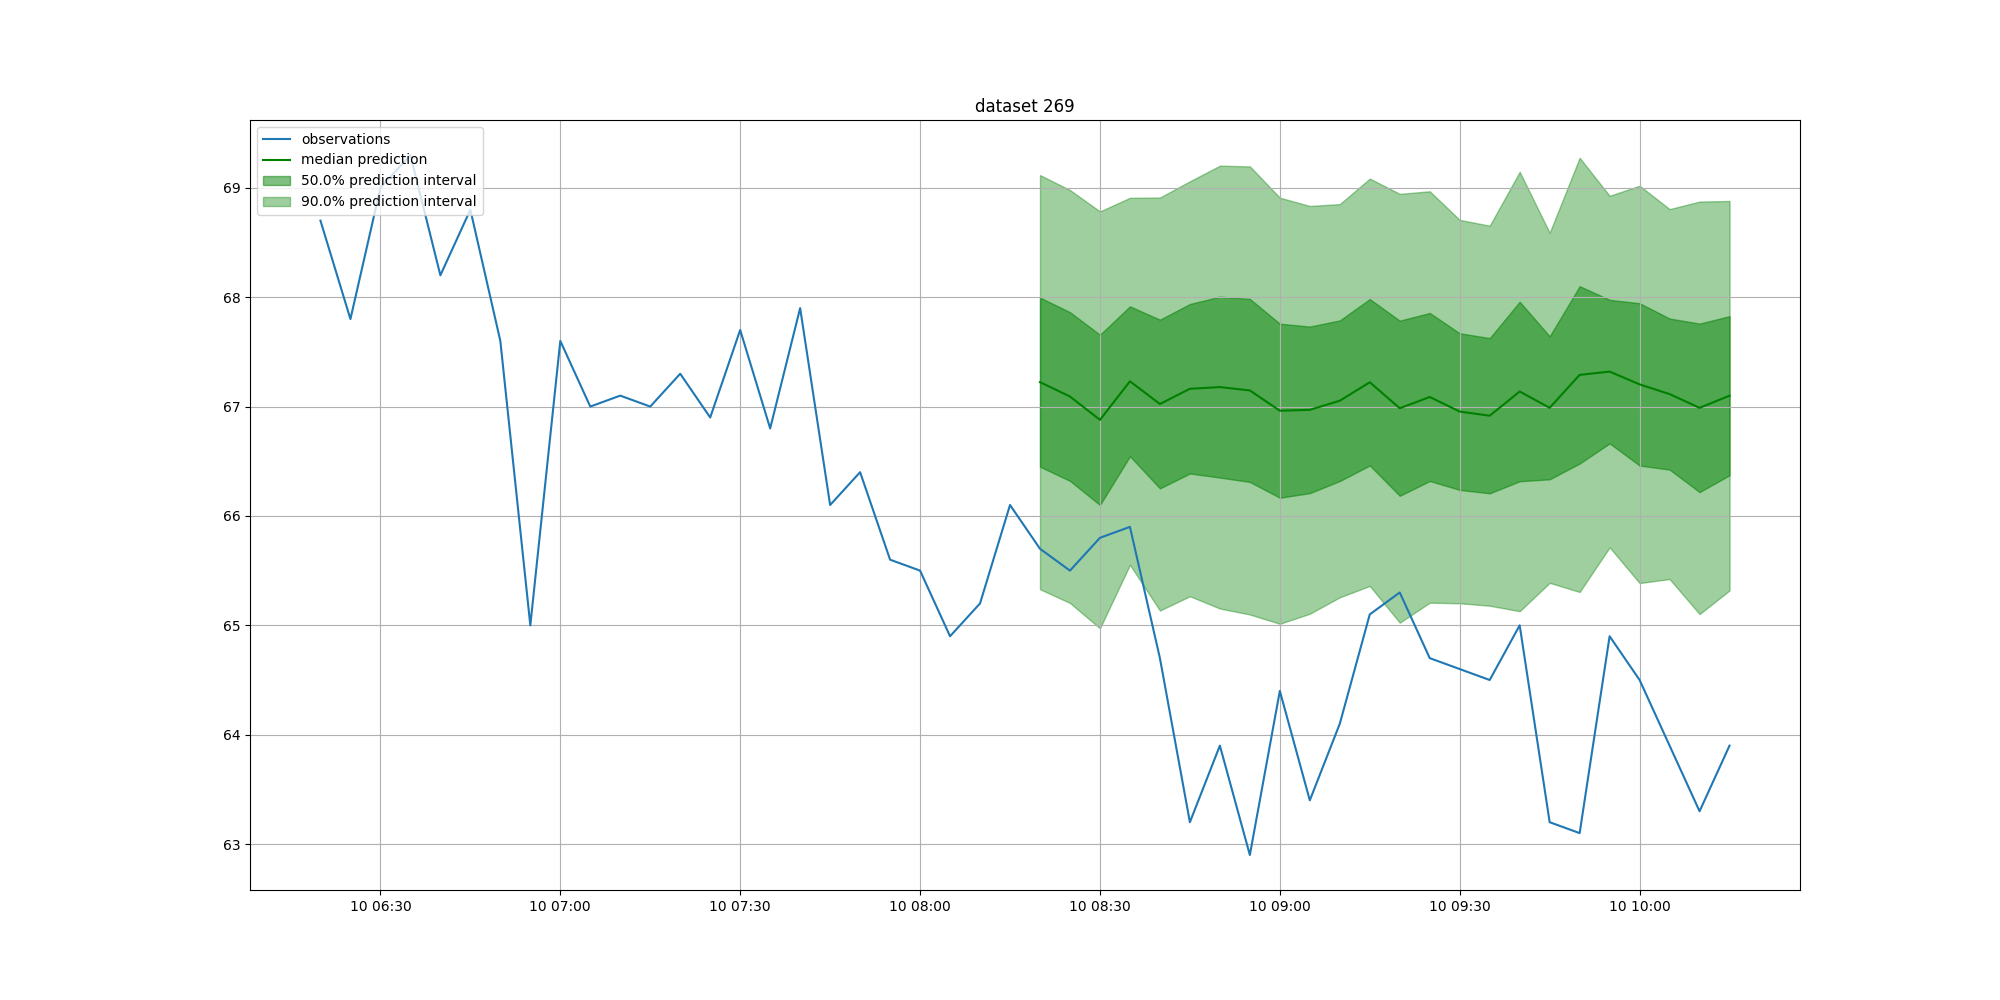 dataset 269
observations
median prediction
50.0% prediction interval
90.0% prediction interval
69
68
67
66
65
64
63
10 06:30 10 07:00 10 07:30 10 08:00 10 08:30 10 09:00 10 09:30 10 10:00